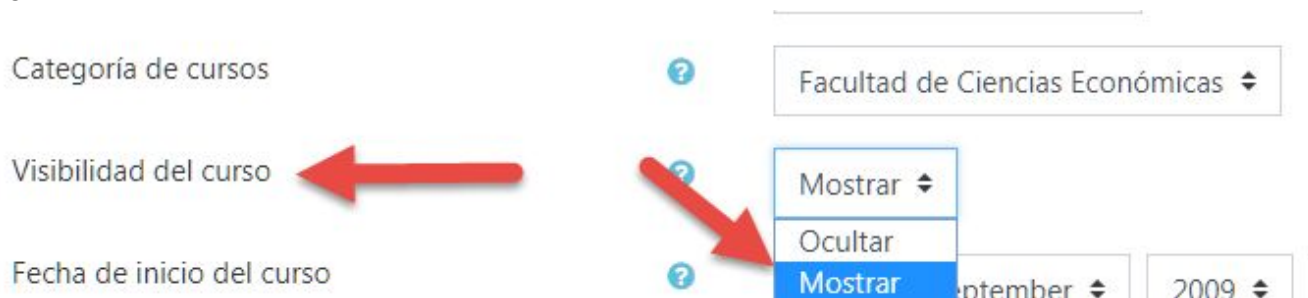 Categoría de cursos
Facultad de Ciencias Económicas
Visibilidad del curso
Mostrar
Ocultar
Mostrar
Fecha de inicio del curso
2009